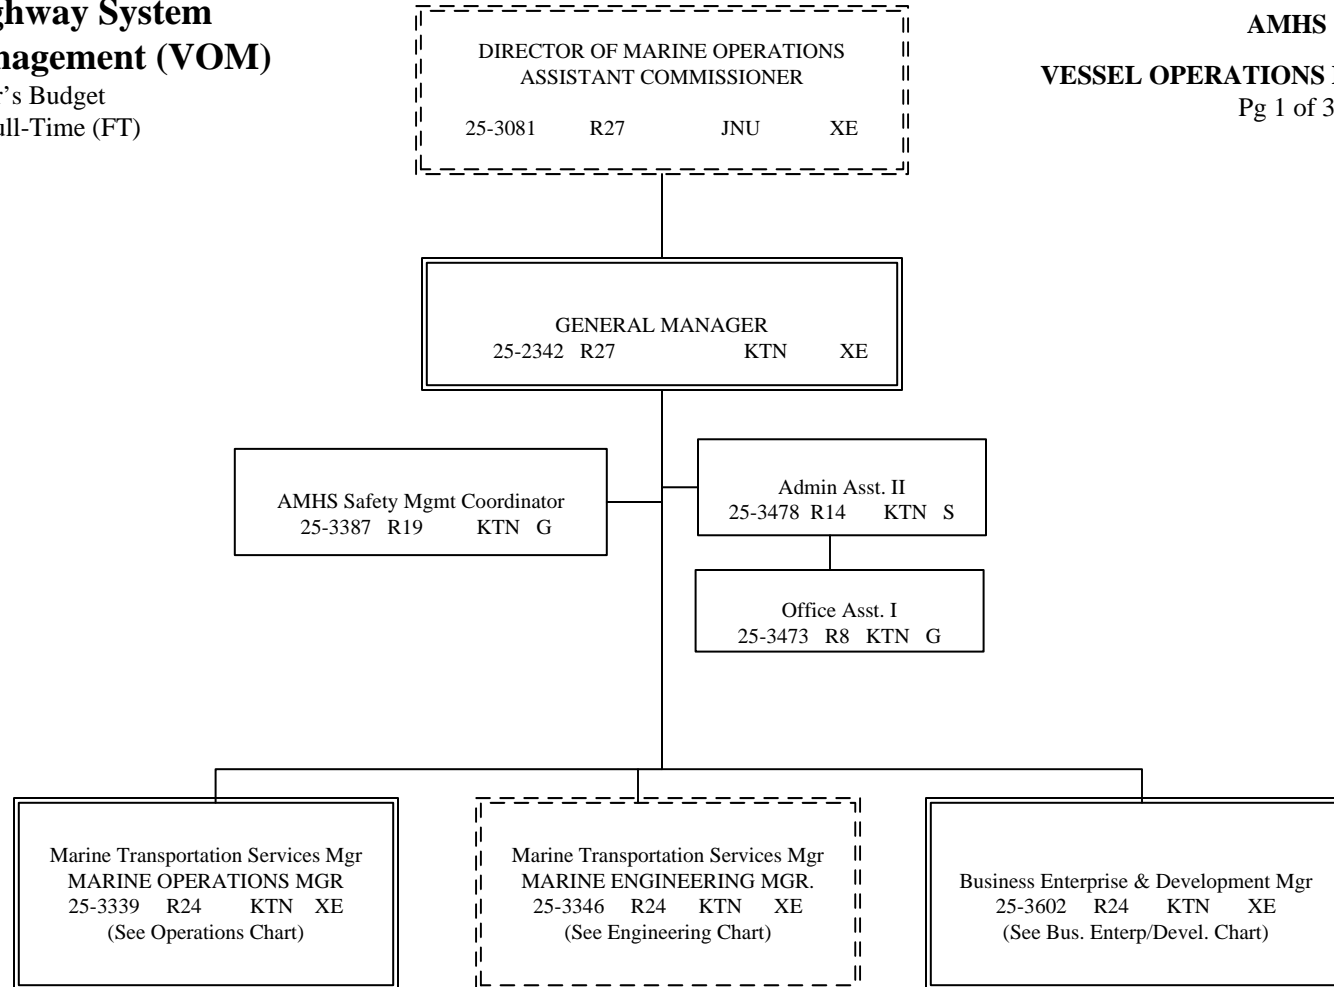 ghway System
nagement (VOM)
r's Budget
ull-Time (FT)
AMHS
VESSEL OPERATIONS
Pg 1 of 3
DIRECTOR OF MARINE OPERATIONS
ASSISTANT COMMISSIONER
25-3081 R27 JNU XE
GENERAL MANAGER
25-2342 R27 KTN XE
AMHS Safety Mgmt Coordinator
25-3387 R19 KTN G
Admin Asst. II
25-3478 R14 KTN S
Office Asst. I
25-3473 R8 KTN G
Marine Transportation Services Mgr
MARINE OPERATIONS MGR
25-3339 R24 KTN XE
(See Operations Chart)
Marine Transportation Services Mgr
MARINE ENGINEERING MGR.
25-3346 R24 KTN XE
(See Engineering Chart)
Business Enterprise & Development Mgr
25-3602 R24 KTN XE
(See Bus. Enterp/Devel. Chart)